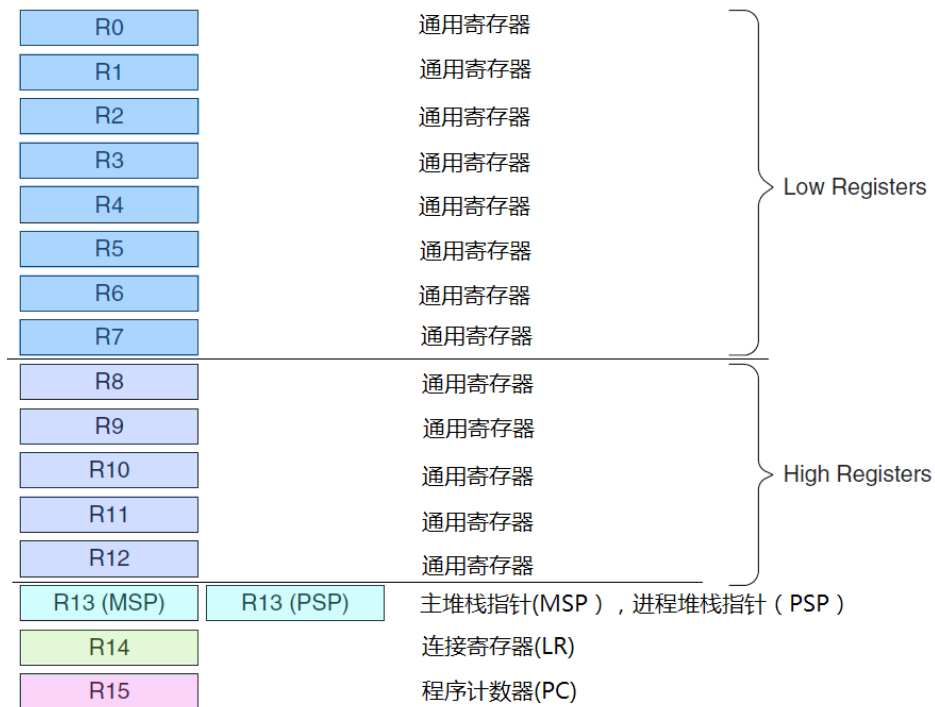 R0 通用寄存器
R1 通用寄存器
R2 通用寄存器
R3 通用寄存器
R4 通用寄存器
Low Registers
R5 通用寄存器
R6 通用寄存器
R7 通用寄存器
R8 通用寄存器
R9 通用寄存器
R10 通用寄存器
High Registers
R11 通用寄存器
R12 通用寄存器
R13 (MSP) R13 (PSP) 主堆栈指针(MSP），进程堆栈指针（PSP）
R14 连接寄存器(LR)
R15 程序计数器(PC)